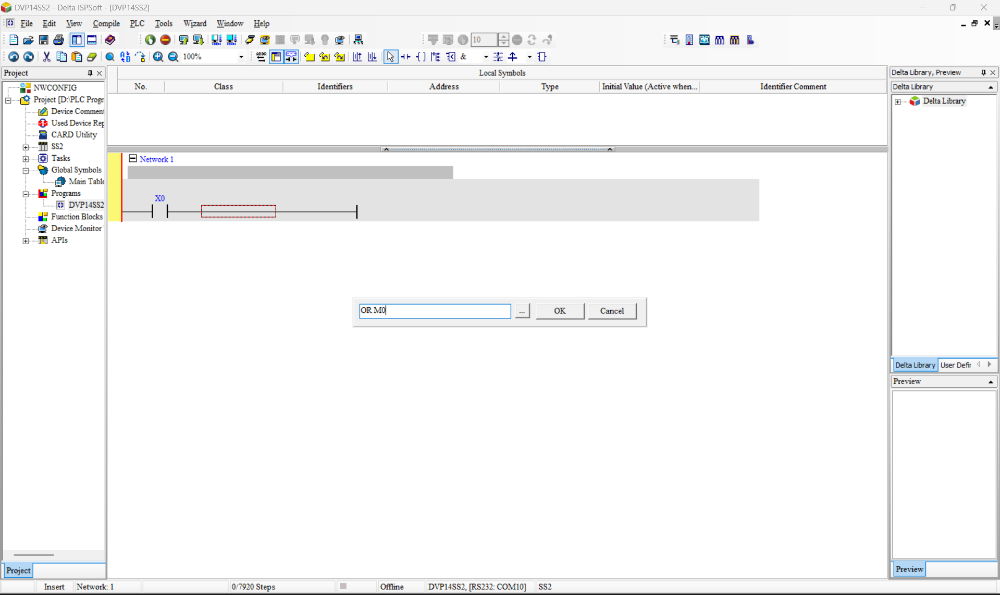 DVP14SS2 - Delta ISPSoft - [DVP14SS2]
File Edit View Compile PLC Tools Wizard Window Help
10
100%
ADDR
&
Project
NWCONFIG
Project [D:\PLC Progr
Device Comment
Used Device Rep
CARD Utility
SS2
Tasks
Global Symbols
Main Table
Programs
DVP14SS2
Function Blocks
Device Monitor
APIs
Project
Local Symbols
No. Class Identifiers Address Type Initial Value (Active when... Identifier Comment
Network 1
X0
OR M0
... OK Cancel
Delta Library, Preview
Delta Library
Delta Library
Delta Library User Defir
Preview
Preview
Insert Network: 1 0/7920 Steps Offline DVP14SS2, [RS232: COM10] SS2